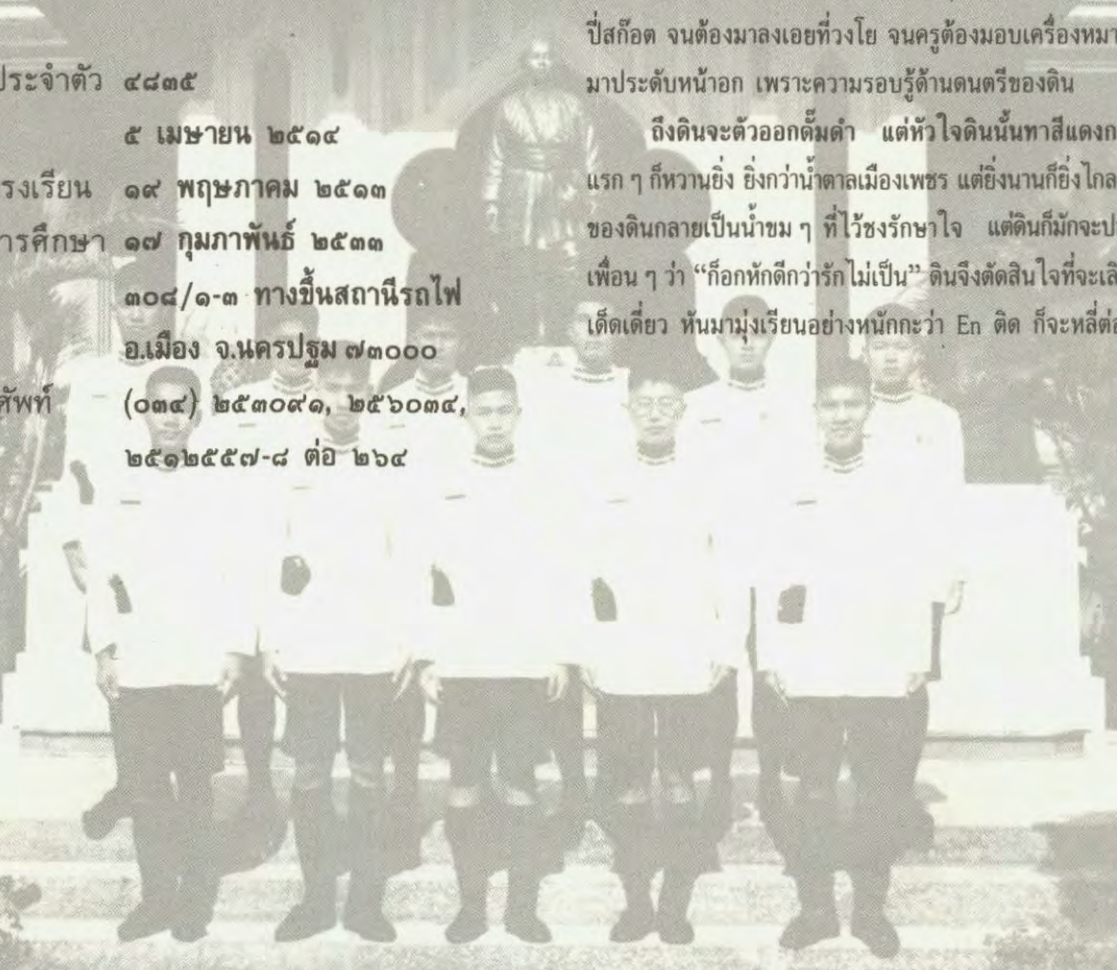 ประจำตัว ๔๘๓๕
๕ เมษายน ๒๕๑๔
รงเรียน ๑๙ พฤษภาคม ๒๕๑๓
การศึกษา ๑๗ กุมภาพันธ์ ๒๕๓๓
๓๐๘/๑-๓ ทางขึ้นสถานีรถไฟ
อ.เมือง จ.นครปฐม ๗๓๐๐๐
ศัพท์ (๐๓๔) ๒๕๓๐๙๑, ๒๕๖๐๓๔,
๒๕๑๒๕๕๗-๘ ต่อ ๒๖๔
ปี่สก๊อต จนต้องมาลงเอยที่วงโย จนครูต้องมอบเครื่องหมา
มาประดับหน้าอก เพราะความรอบรู้ด้านดนตรีของดิน
ถึงดินจะตัวออกดั๊มดำ แต่หัวใจดินนั้นทาสีแดงก
แรก ๆ ก็หวานยิ่ง ยิ่งกว่าน้ำตาลเมืองเพชร แต่ยิ่งนานก็ยิ่งไกล
ของดินกลายเป็นน้ำขม ๆ ที่ไว้ชงรักษาใจ แต่ดินก็มักจะบ
เพื่อน ๆ ว่า “ก็อกหักดีกว่ารักไม่เป็น” ดินจึงตัดสินใจที่จะเลิ
เด็ดเดี่ยว หันมามุ่งเรียนอย่างหนักกะว่า En ติด ก็จะหลี่ต่อ